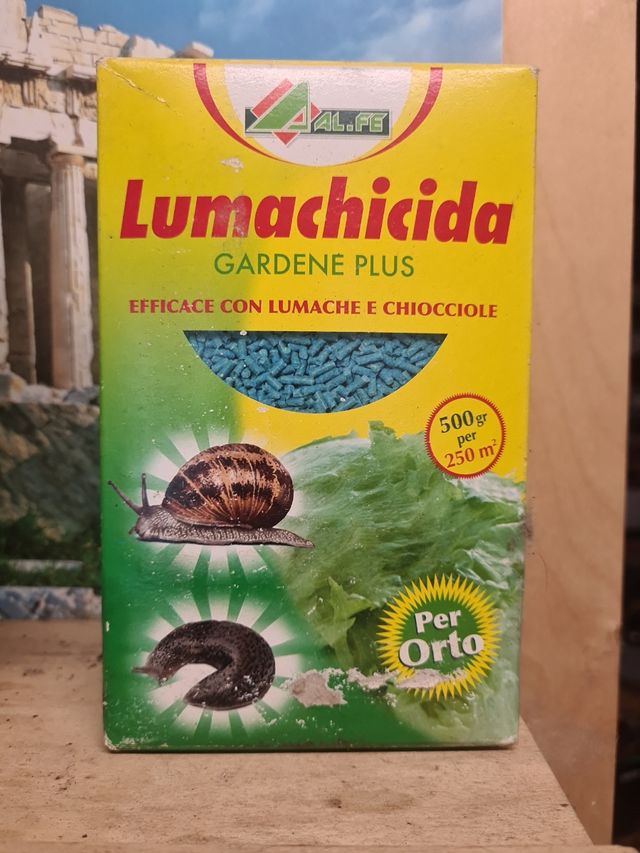 AL.FE
Lumachicida
GARDENE PLUS
EFFICACE CON LUMACHE E CHIOCCIOLE
500 gr
per
250 m²
Per
Orto